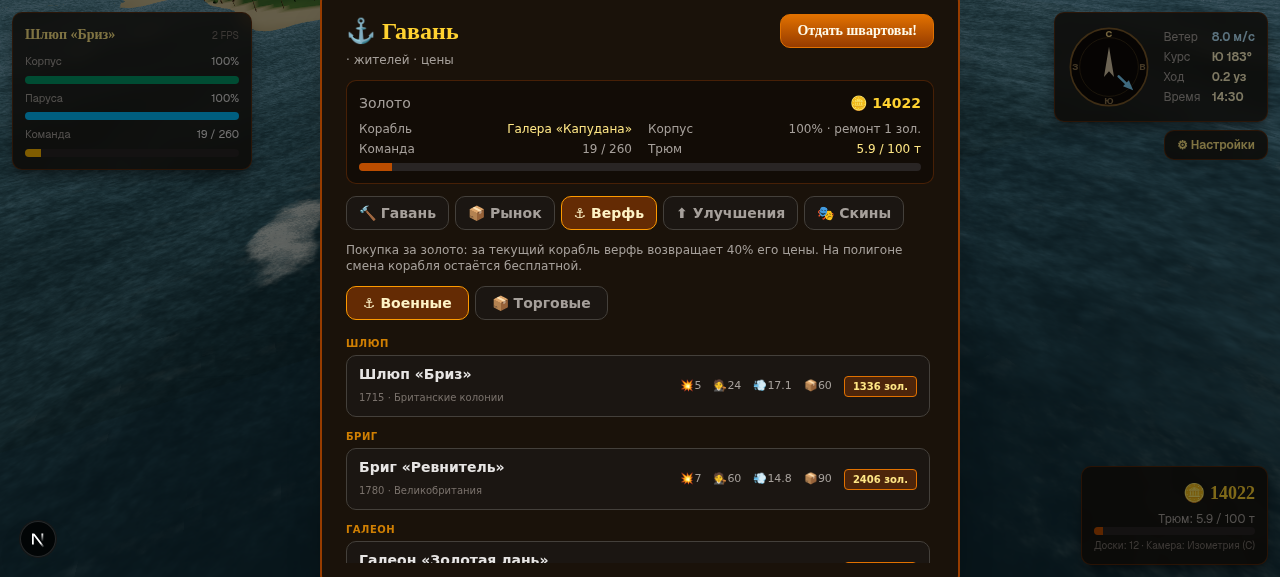 Шлюп «Бриз» 2 FPS
Корпус 100%
Паруса 100%
Команда 19 / 260
⚓ Гавань
Отдать швартовы!
· жителей · цены
Золото 🪙 14022
Корабль Галера «Капудана» Корпус 100% · ремонт 1 зол.
Команда 19 / 260 Трюм 5.9 / 100 т
🔨 Гавань 📦 Рынок ⚓ Верфь ⬆ Улучшения 🎭 Скины
Покупка за золото: за текущий корабль верфь возвращает 40% его цены. На полигоне
смена корабля остаётся бесплатной.
⚓ Военные 📦 Торговые
ШЛЮП
Шлюп «Бриз»
1715 · Британские колонии
💥5 🧑‍✈️24 💨17.1 📦60 1336 зол.
БРИГ
Бриг «Ревнитель»
1780 · Великобритания
💥7 🧑‍✈️60 💨14.8 📦90 2406 зол.
ГАЛЕОН
Галеон «Золотая лань»
С
З В
Ю
Ветер 8.0 м/с
Курс Ю 183°
Ход 0.2 уз
Время 14:30
⚙ Настройки
🪙 14022
Трюм: 5.9 / 100 т
Доски: 12 · Камера: Изометрия (C)
N